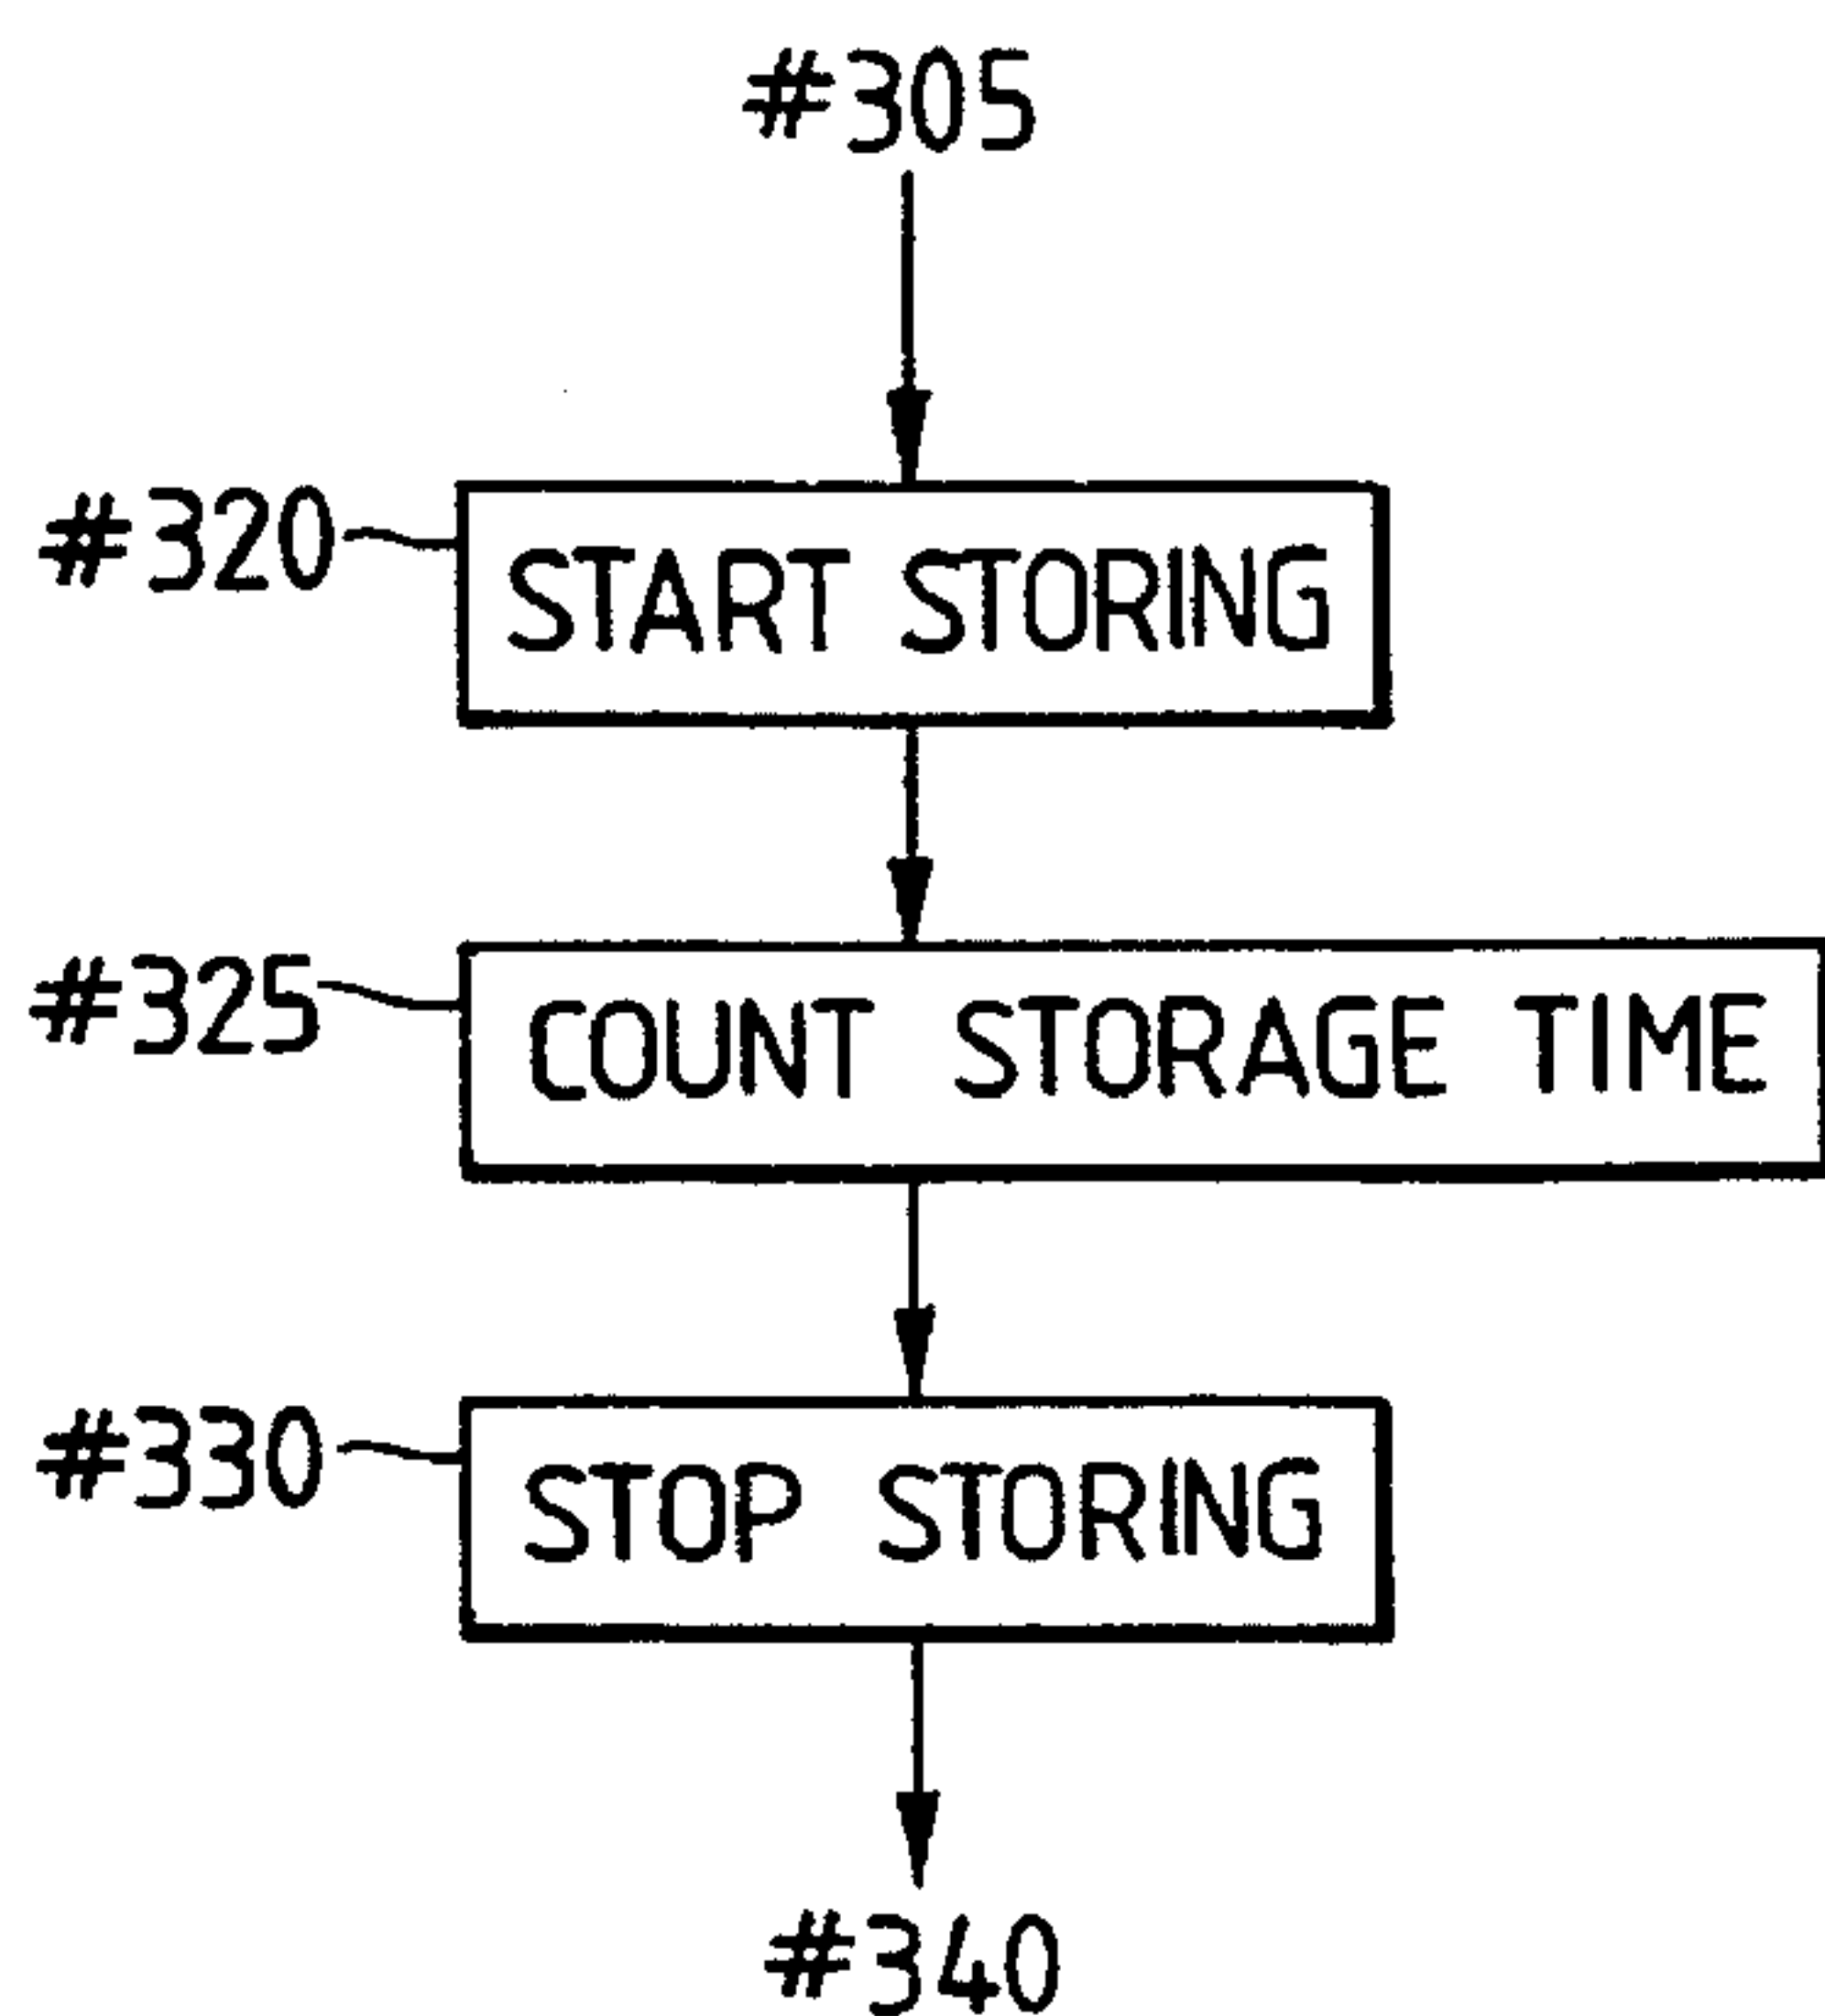 #305
#320
START STORING
#325
COUNT STORAGE TIME
#330
STOP STORING
#340